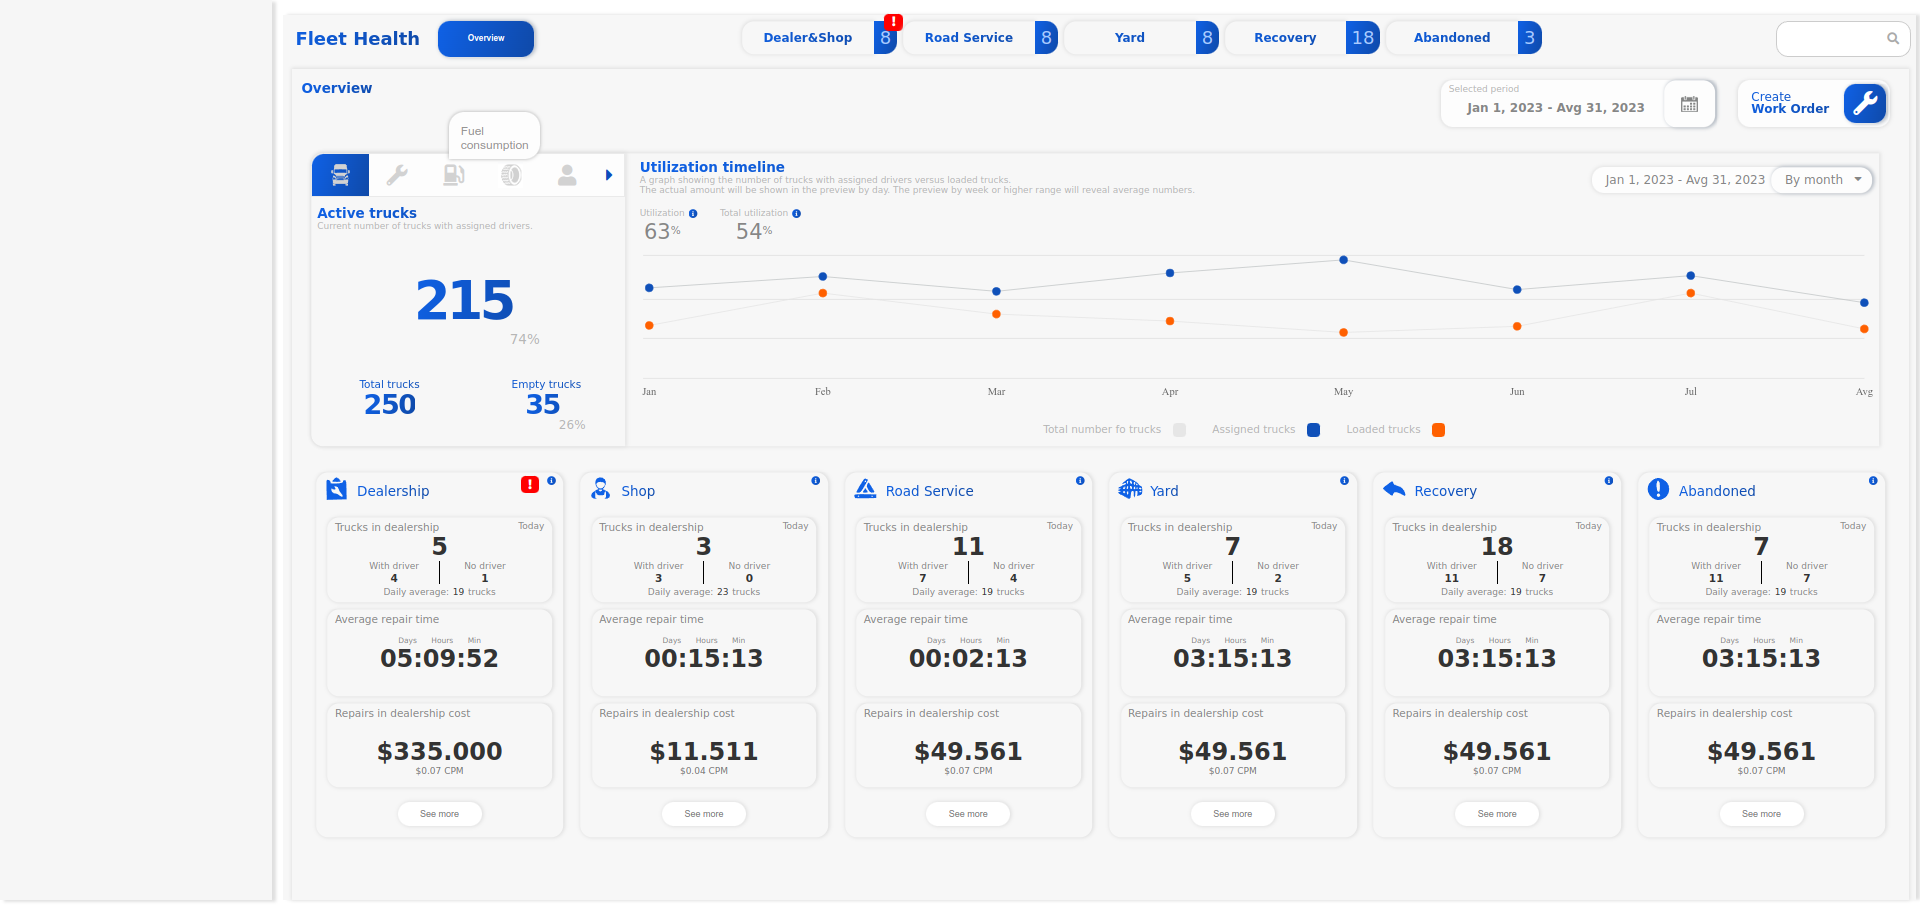 Fleet Health
Overview
Dealer&Shop 8 !
Road Service 8
Yard 8
Recovery 18
Abandoned 3
Overview
Selected period
Jan 1, 2023 - Avg 31, 2023
Create
Work Order
Fuel
consumption
Active trucks
Current number of trucks with assigned drivers.
215
74%
Total trucks
250
Empty trucks
35
26%
Utilization timeline
A graph showing the number of trucks with assigned drivers versus loaded trucks.
The actual amount will be shown in the preview by day. The preview by week or higher range will reveal average numbers.
Jan 1, 2023 - Avg 31, 2023
By month
Utilization
63%
Total utilization
54%
Jan Feb Mar Apr May Jun Jul Avg
Total number fo trucks
Assigned trucks
Loaded trucks
Dealership !
Trucks in dealership Today
5
With driver No driver
4 1
Daily average: 19 trucks
Average repair time
Days Hours Min
05:09:52
Repairs in dealership cost
$335.000
$0.07 CPM
See more
Shop
Trucks in dealership Today
3
With driver No driver
3 0
Daily average: 23 trucks
Average repair time
Days Hours Min
00:15:13
Repairs in dealership cost
$11.511
$0.04 CPM
See more
Road Service
Trucks in dealership Today
11
With driver No driver
7 4
Daily average: 19 trucks
Average repair time
Days Hours Min
00:02:13
Repairs in dealership cost
$49.561
$0.07 CPM
See more
Yard
Trucks in dealership Today
7
With driver No driver
5 2
Daily average: 19 trucks
Average repair time
Days Hours Min
03:15:13
Repairs in dealership cost
$49.561
$0.07 CPM
See more
Recovery
Trucks in dealership Today
18
With driver No driver
11 7
Daily average: 19 trucks
Average repair time
Days Hours Min
03:15:13
Repairs in dealership cost
$49.561
$0.07 CPM
See more
Abandoned
Trucks in dealership Today
7
With driver No driver
11 7
Daily average: 19 trucks
Average repair time
Days Hours Min
03:15:13
Repairs in dealership cost
$49.561
$0.07 CPM
See more